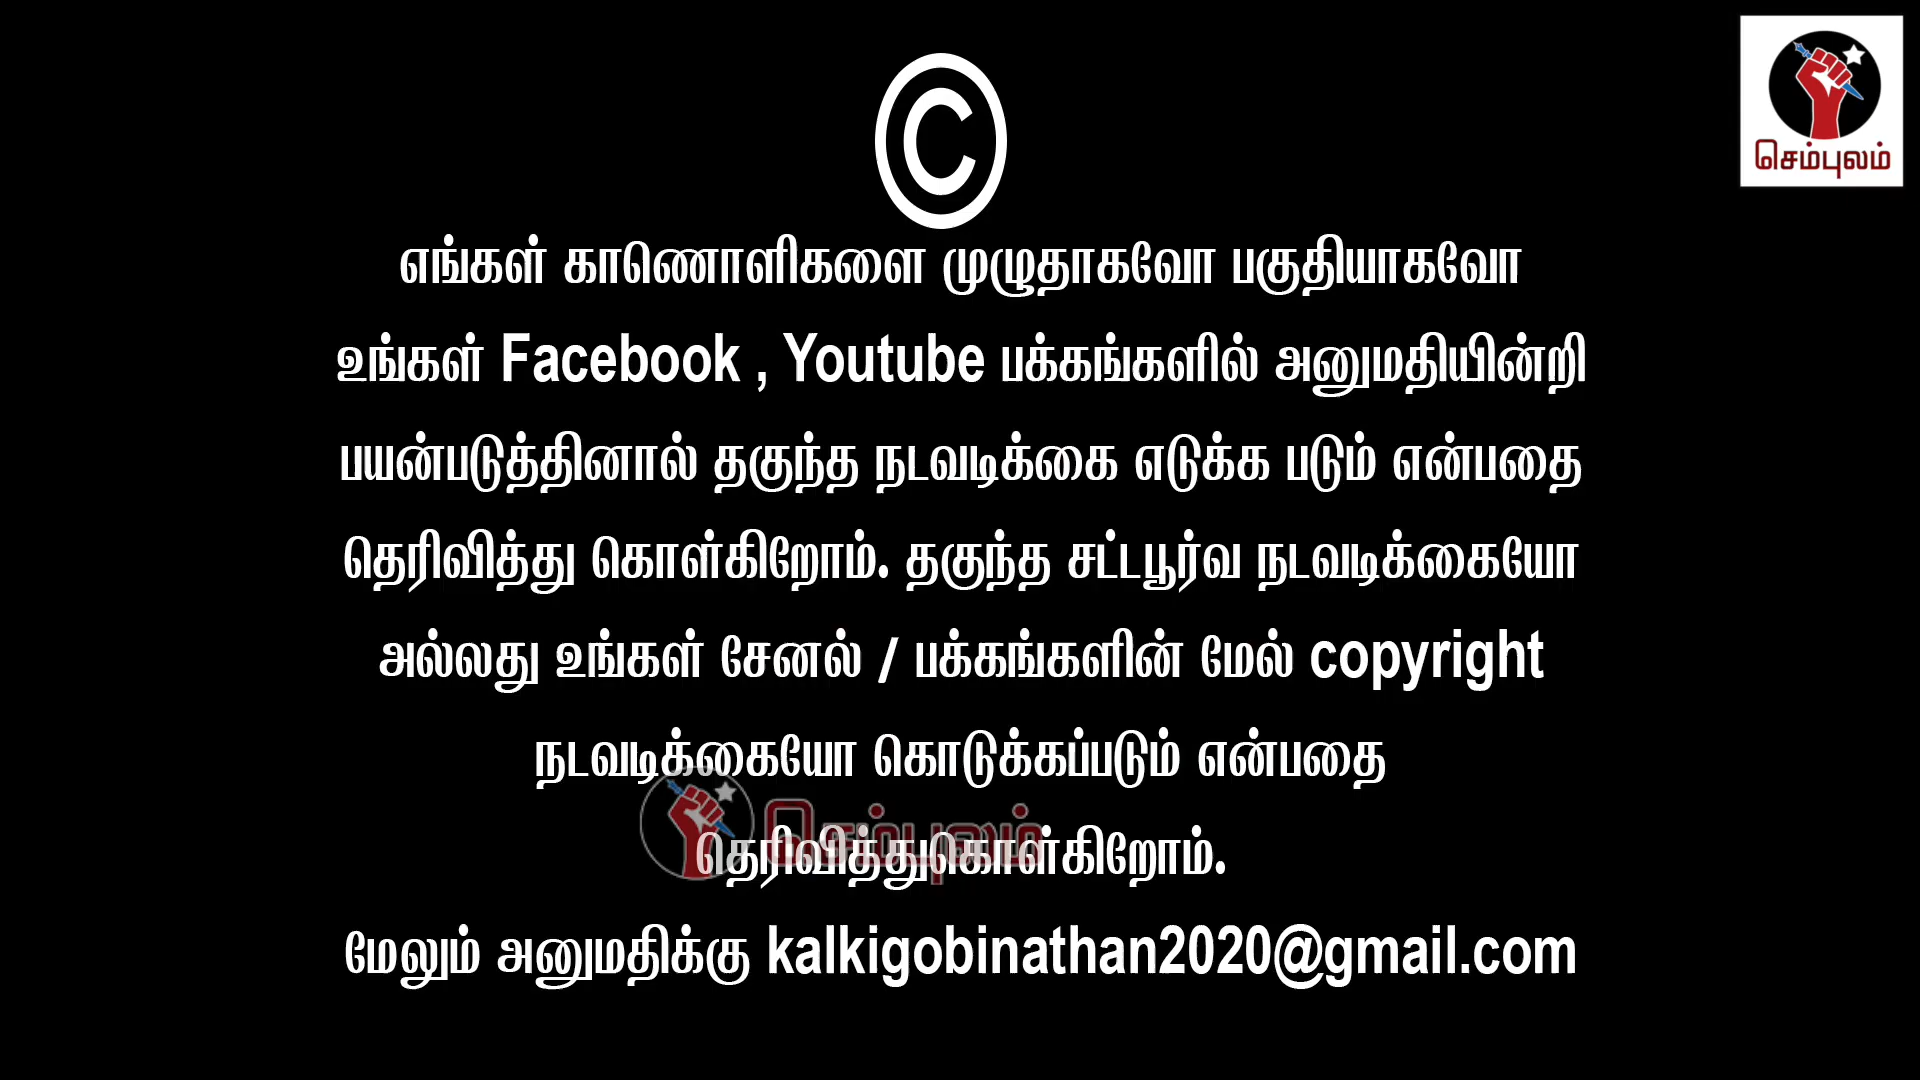 ©
செம்புலம்
எங்கள் காணொளிகளை முழுதாகவோ பகுதியாகவோ
உங்கள் Facebook , Youtube பக்கங்களில் அனுமதியின்றி
பயன்படுத்தினால் தகுந்த நடவடிக்கை எடுக்க படும் என்பதை
தெரிவித்து கொள்கிறோம். தகுந்த சட்டபூர்வ நடவடிக்கையோ
அல்லது உங்கள் சேனல் / பக்கங்களின் மேல் copyright
நடவடிக்கையோ கொடுக்கப்படும் என்பதை
செம்புலம்
தெரிவித்துகொள்கிறோம்.
மேலும் அனுமதிக்கு kalkigobinathan2020@gmail.com